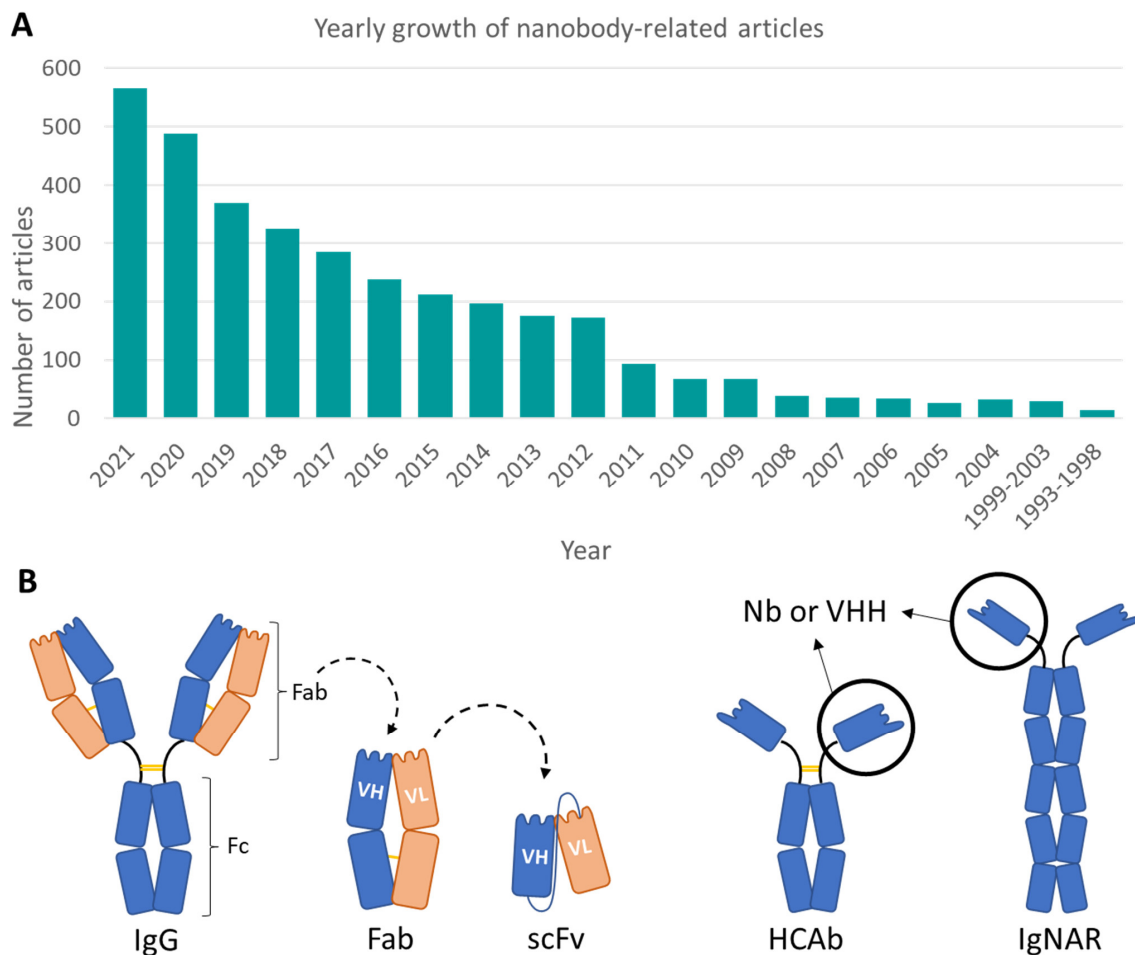 A
Yearly growth of nanobody-related articles
Number of articles
600
500
400
300
200
100
0
2021 2020 2019 2018 2017 2016 2015 2014 2013 2012 2011 2010 2009 2008 2007 2006 2005 2004 1999-2003 1993-1998
Year
B
Nb or VHH
Fab
VH VL
VH VL
Fc
IgG Fab scFv HCAb IgNAR